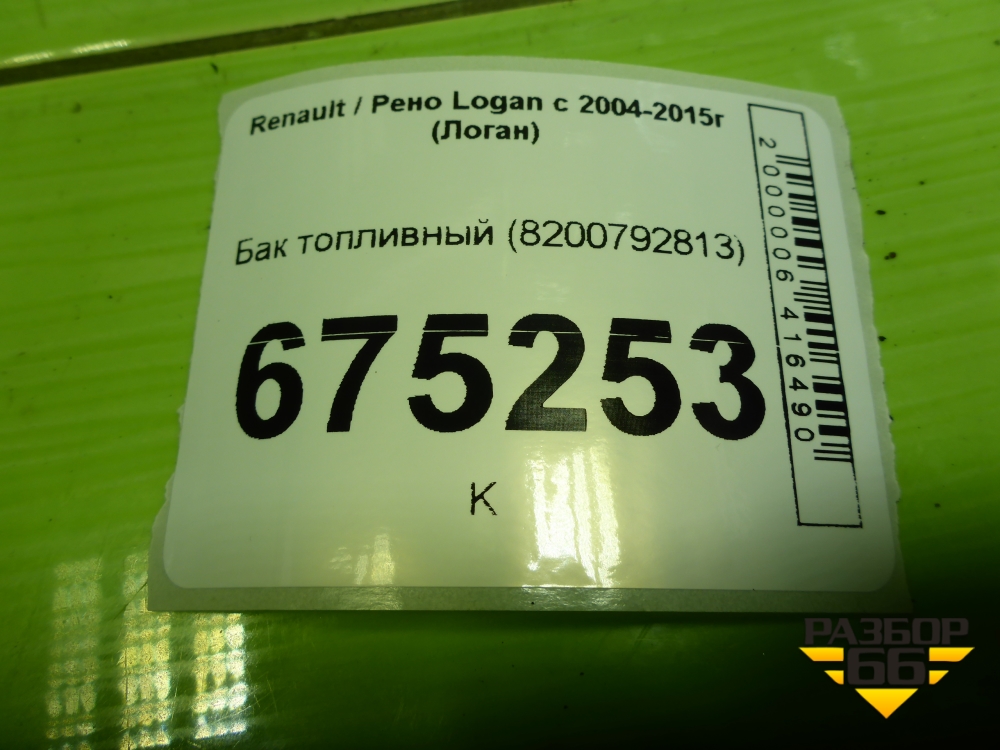 Renault / Рено Logan с 2004-2015г
(Логан)
Бак топливный (8200792813)
675253
К
2000006416490
РАЗБОР
66